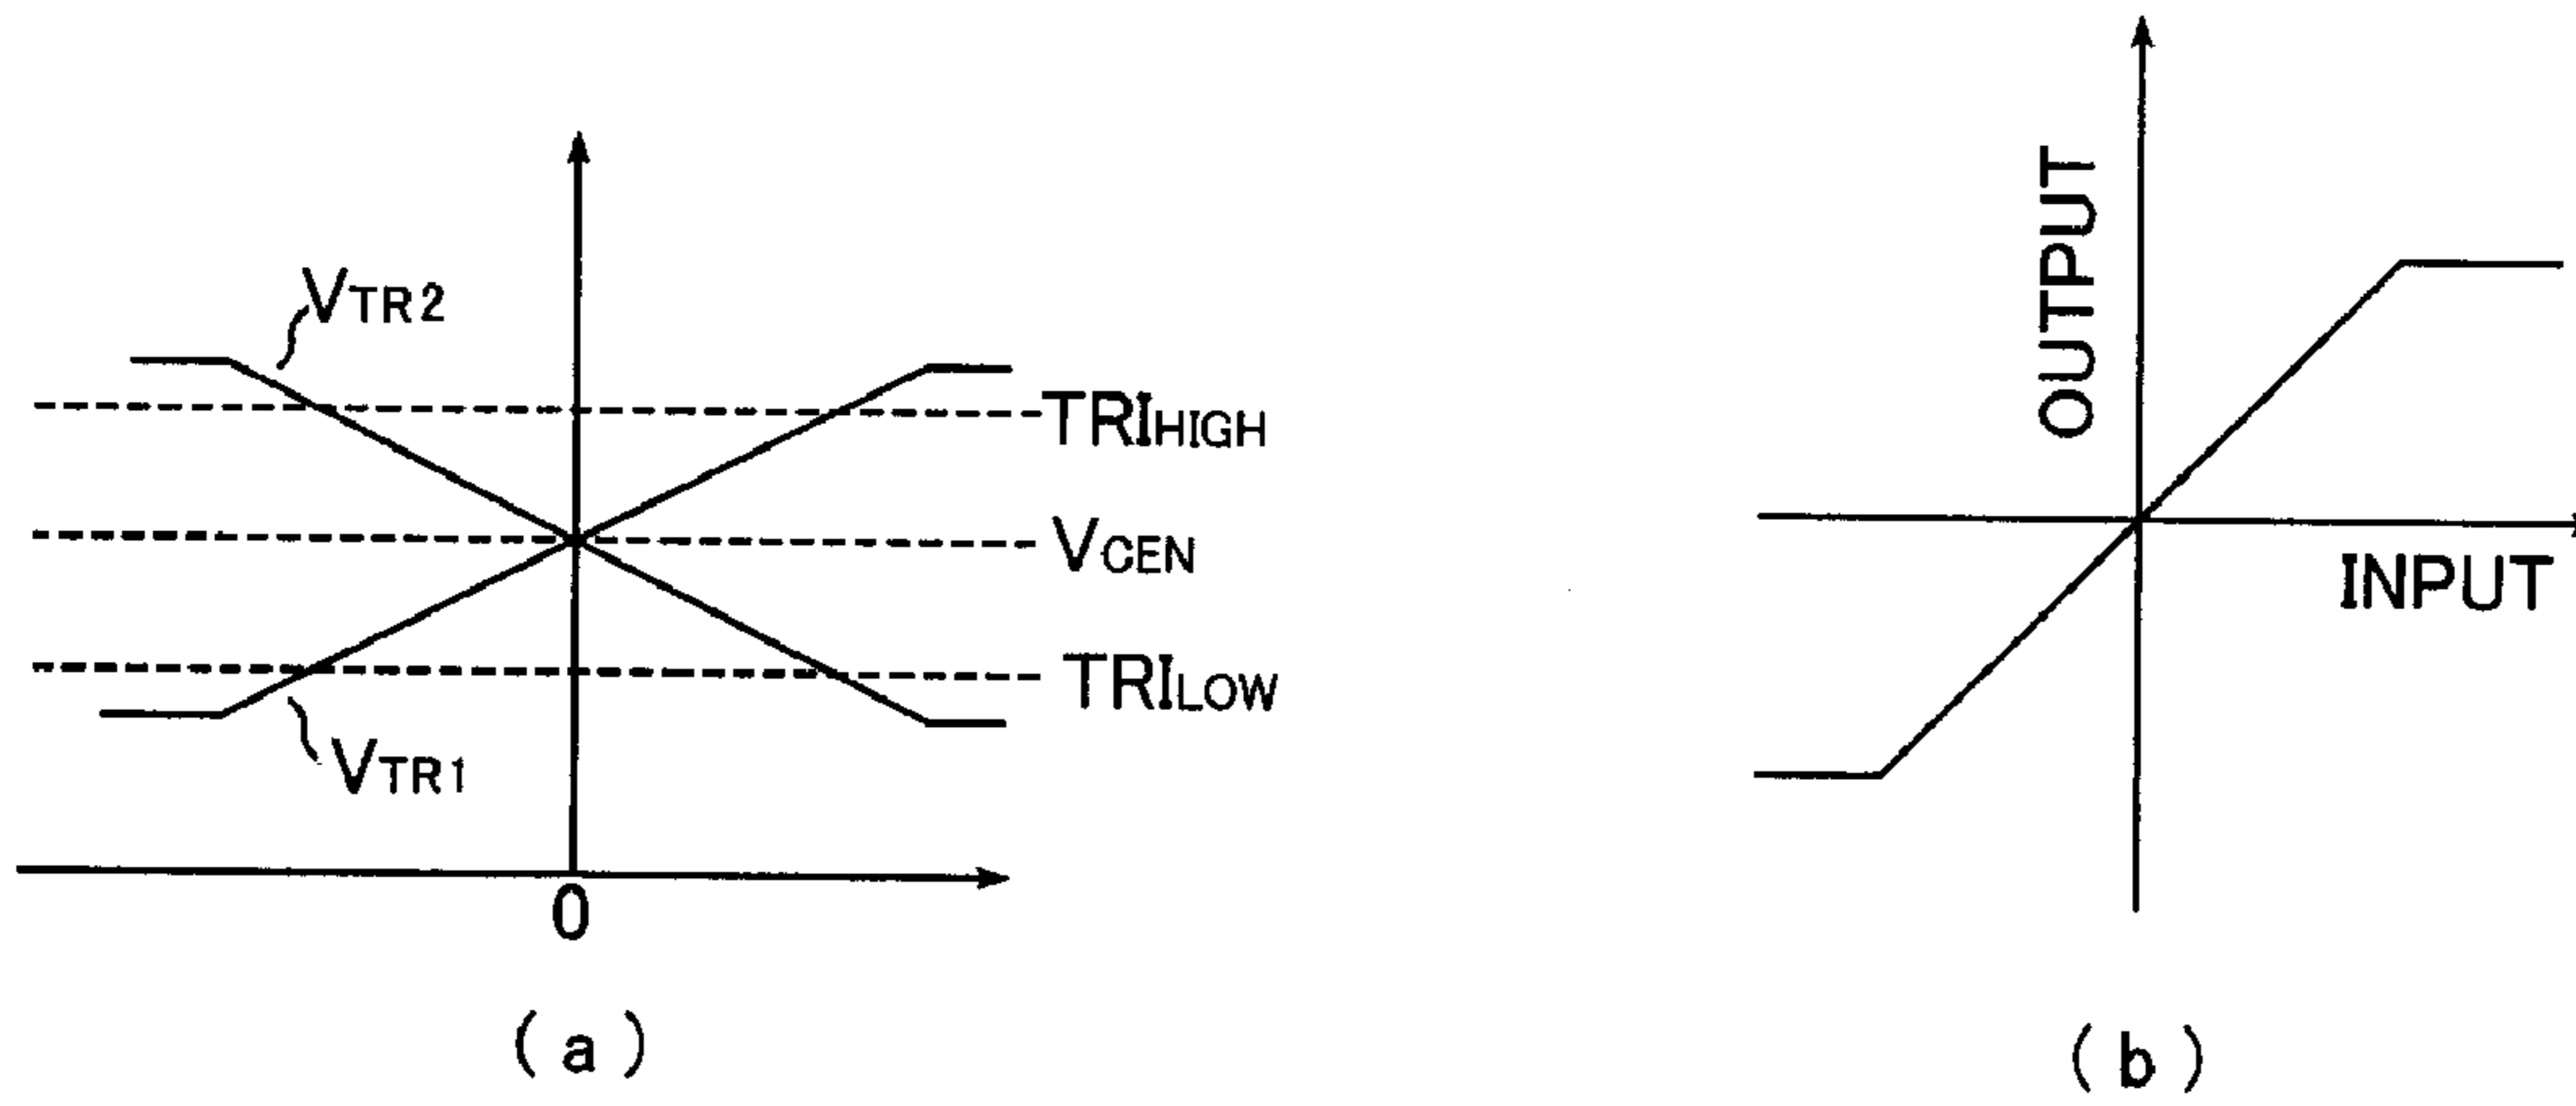 VTR2
TRIHIGH
VCEN
TRILOW
VTR1
0
(a)
OUTPUT
INPUT
(b)